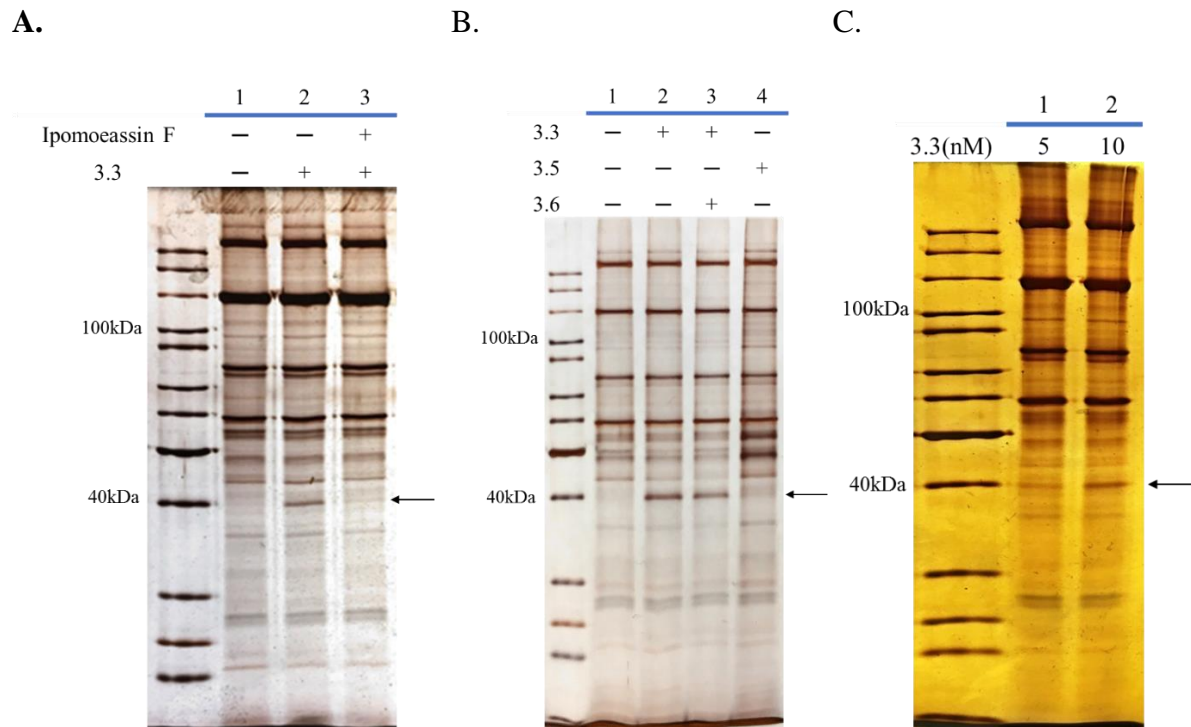 A.
1 2 3
Ipomoeassin F − − +
3.3 − + +
100kDa
40kDa
B.
1 2 3 4
3.3 − + + −
3.5 − − − +
3.6 − − + −
100kDa
40kDa
C.
1 2
3.3(nM) 5 10
100kDa
40kDa